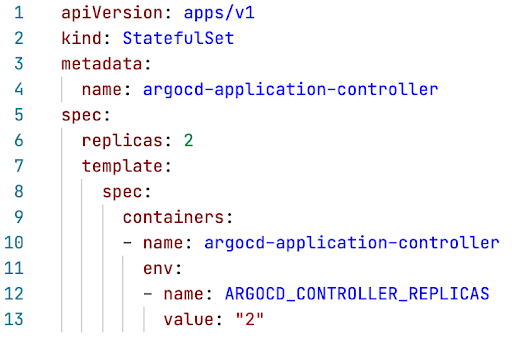 1 apiVersion: apps/v1
2 kind: StatefulSet
3 metadata:
4   name: argocd-application-controller
5 spec:
6   replicas: 2
7   template:
8     spec:
9       containers:
10       - name: argocd-application-controller
11         env:
12         - name: ARGOCD_CONTROLLER_REPLICAS
13           value: "2"